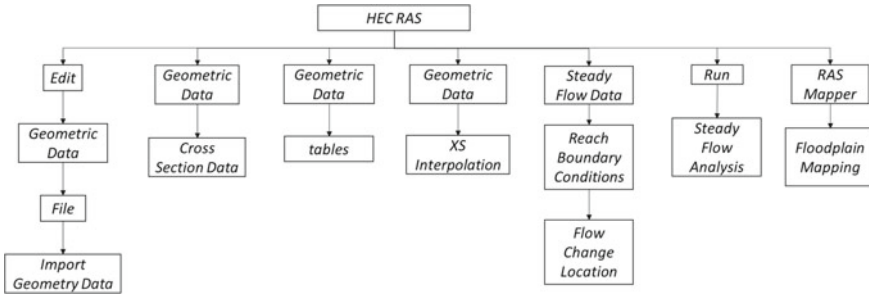 HEC RAS
Edit
Geometric
Data
File
Import
Geometry Data
Geometric
Data
Cross
Section Data
Geometric
Data
tables
Geometric
Data
XS
Interpolation
Steady
Flow Data
Reach
Boundary
Conditions
Flow
Change
Location
Run
Steady
Flow
Analysis
RAS
Mapper
Floodplain
Mapping